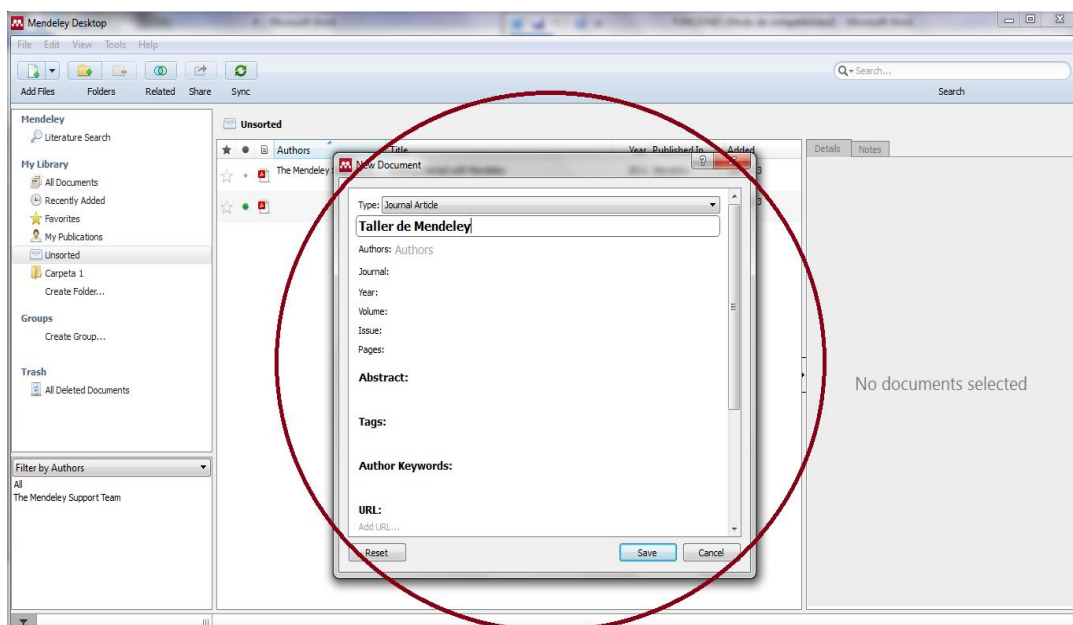 Mendeley Desktop
File Edit View Tools Help
Add Files Folders Related Share Sync
Search...
Search
Mendeley
Literature Search
My Library
All Documents
Recently Added
Favorites
My Publications
Unsorted
Carpeta 1
Create Folder...
Groups
Create Group...
Trash
All Deleted Documents
Filter by Authors
All
The Mendeley Support Team
Unsorted
Authors Title Year Published In Added
The Mendeley
New Document
Type: Journal Article
Taller de Mendeley
Authors: Authors
Journal:
Year:
Volume:
Issue:
Pages:
Abstract:
Tags:
Author Keywords:
URL:
Add URL...
Reset Save Cancel
Details Notes
No documents selected